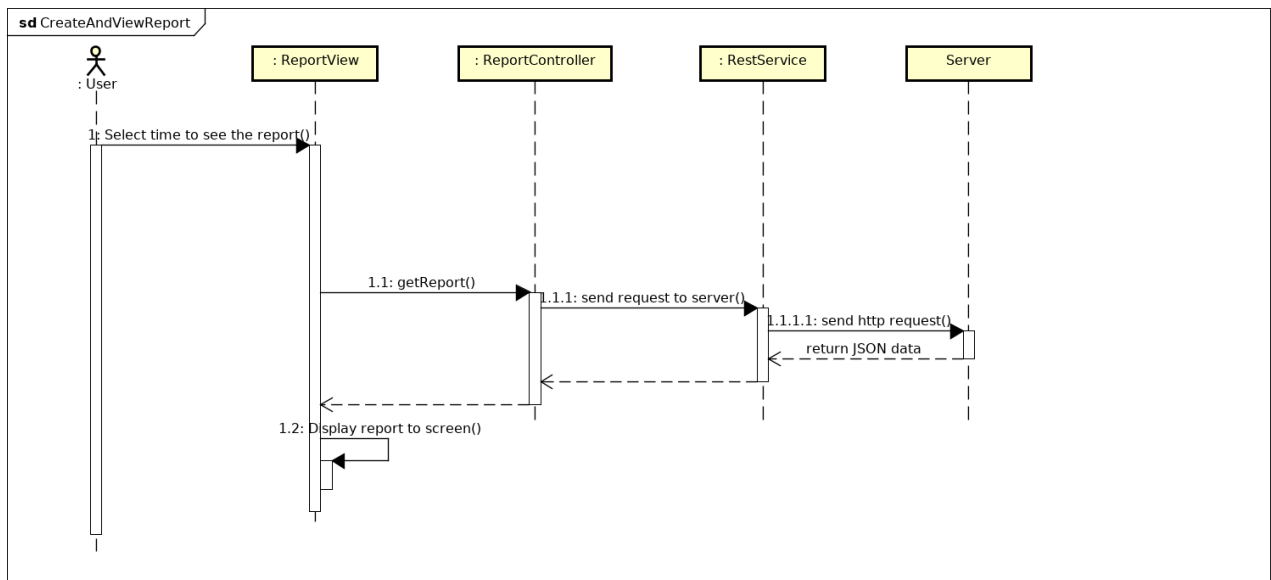 sd CreateAndViewReport
: User
: ReportView
: ReportController
: RestService
Server
1: Select time to see the report()
1.1: getReport()
1.1.1: send request to server()
1.1.1.1: send http request()
return JSON data
1.2: Display report to screen()